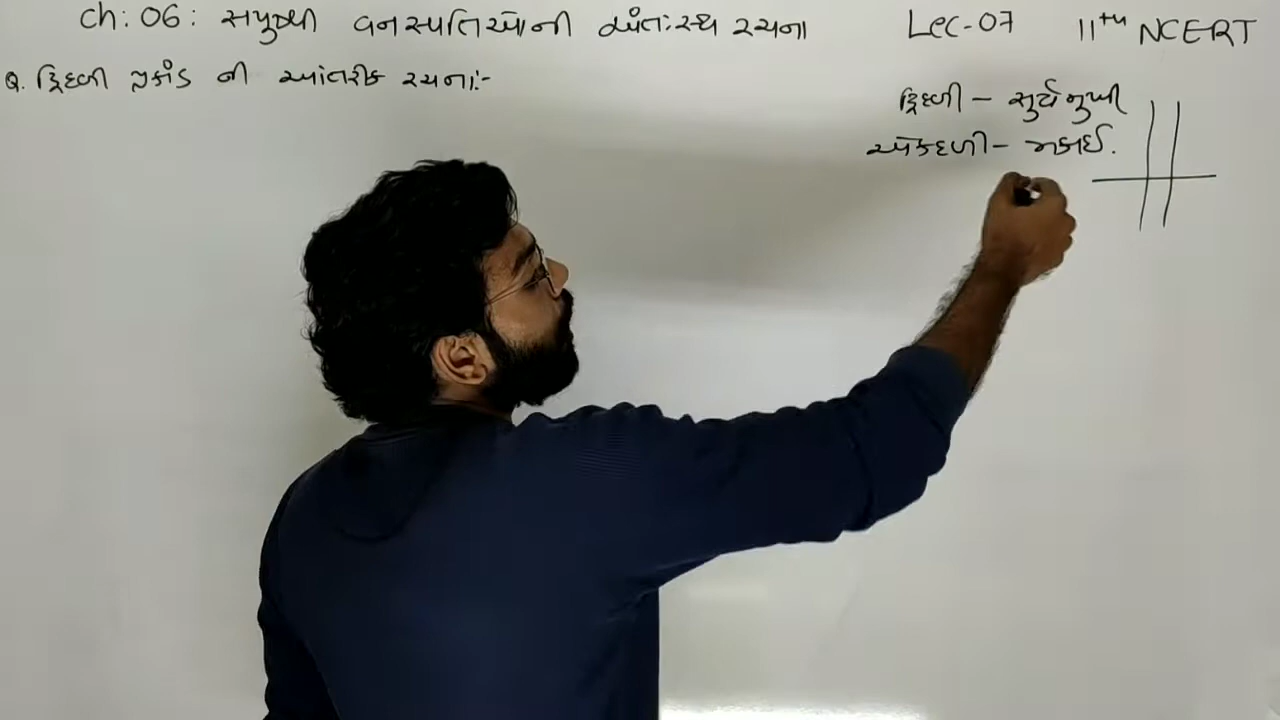 Ch: 06: સપુષ્પી વનસ્પતિઓની અંત:સ્થ રચના Lec-07 11th NCERT
Q. દ્વિદળી પ્રકાંડ ની આંતરીક રચના:-
દ્વિદળી - સુર્યમુખી
એકદળી - મકાઈ.